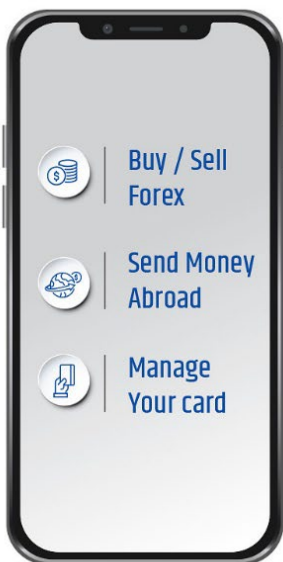 Buy / Sell
Forex
Send Money
Abroad
Manage
Your card